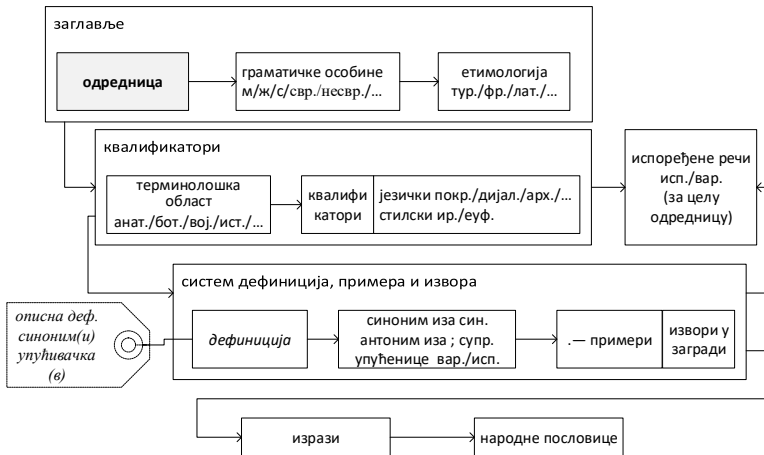 заглавље
одредница
граматичке особине
м/ж/с/свр./несвр./...
етимологија
тур./фр./лат./...
квалификатори
терминолошка
област
анат./бот./вој./ист./...
квалифи
катори
језички покр./дијал./арх./...
стилски ир./еуф.
испоређене речи
исп./вар.
(за целу
одредницу)
систем дефиниција, примера и извора
описна деф.
синоним(и)
упућивачка
(в)
дефиниција
синоним иза син.
антоним иза ; супр.
упућенице вар./исп.
.— примери
извори у
загради
изрази
народне пословице